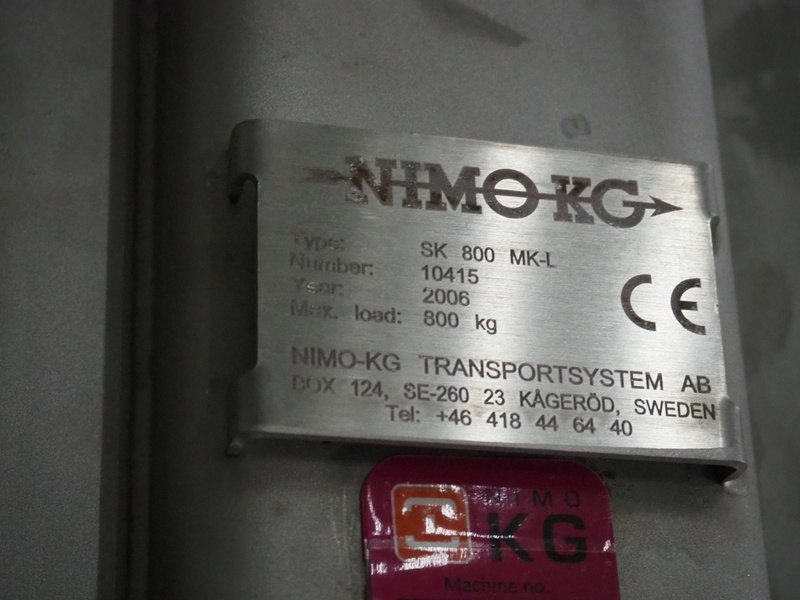 NIMO-KG
Type: SK 800 MK-L
Number: 10415
Year: 2006
Max. load: 800 kg
CE
NIMO-KG TRANSPORTSYSTEM AB
BOX 124, SE-260 23 KÅGERÖD, SWEDEN
Tel: +46 418 44 64 40
NIMO
KG
Machine no.